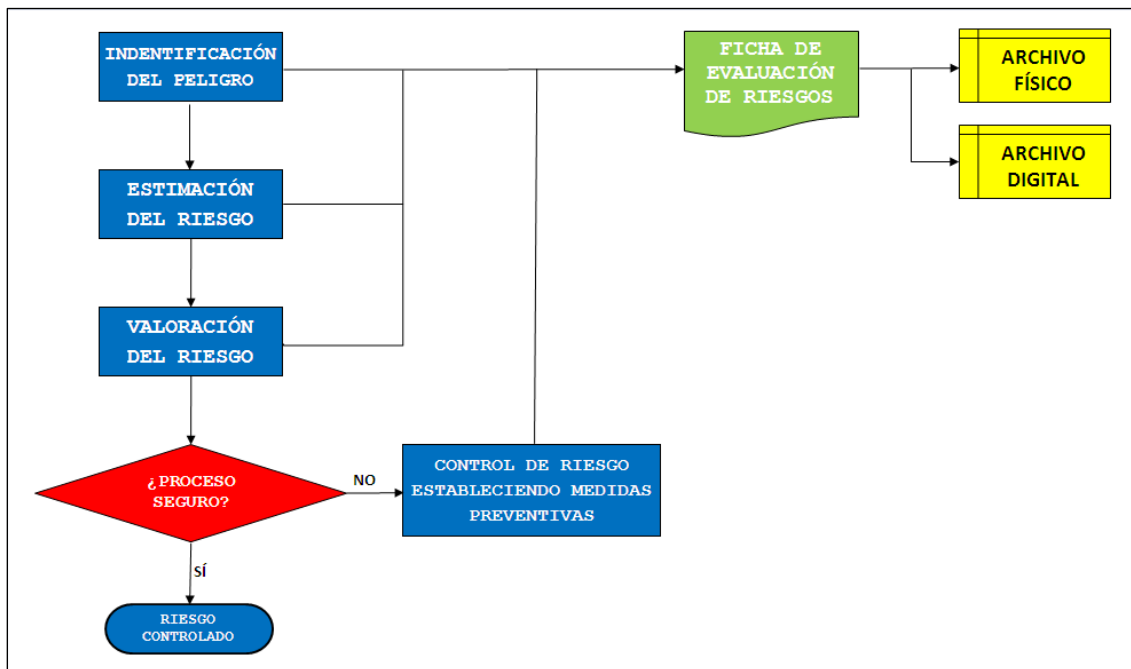 INDENTIFICACIÓN
DEL PELIGRO
FICHA DE
EVALUACIÓN
DE RIESGOS
ARCHIVO
FÍSICO
ARCHIVO
DIGITAL
ESTIMACIÓN
DEL RIESGO
VALORACIÓN
DEL RIESGO
¿PROCESO
SEGURO?
NO
CONTROL DE RIESGO
ESTABLECIENDO MEDIDAS
PREVENTIVAS
SÍ
RIESGO
CONTROLADO